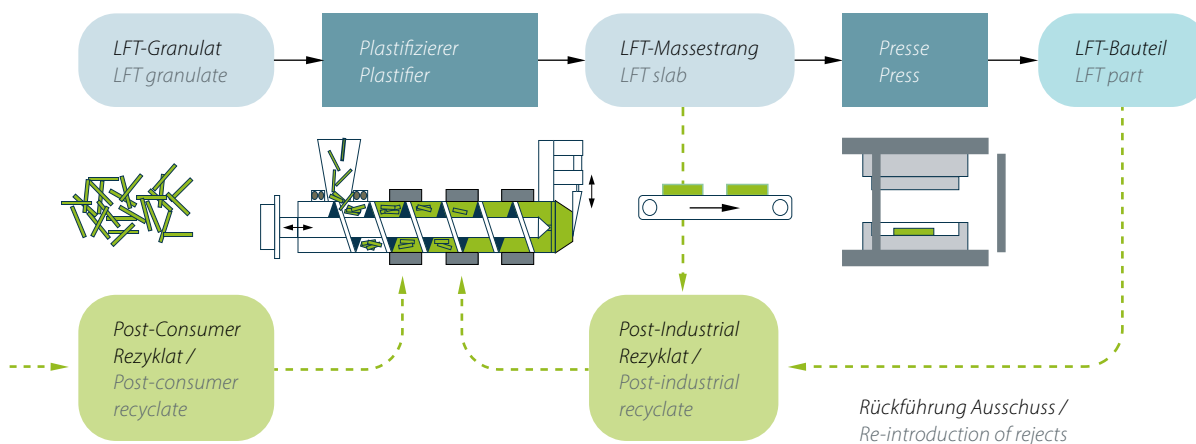 LFT-Granulat
LFT granulate
Plastifizierer
Plastifier
LFT-Massestrang
LFT slab
Presse
Press
LFT-Bauteil
LFT part
Post-Consumer
Rezyklat /
Post-consumer
recyclate
Post-Industrial
Rezyklat /
Post-industrial
recyclate
Rückführung Ausschuss /
Re-introduction of rejects